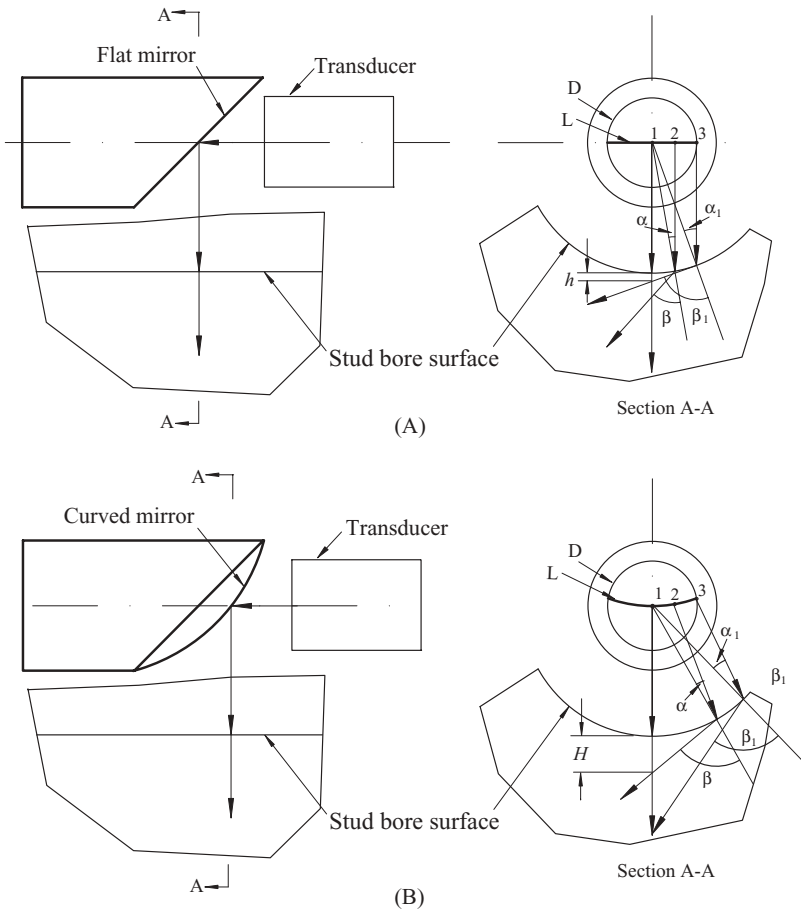 A
Flat mirror
Transducer
D
L
1 2 3
α
α1
h
β
β1
Stud bore surface
A
Section A-A
(A)
A
Curved mirror
Transducer
D
L
1 2 3
α1
α
β1
β1
H
β
Stud bore surface
A
Section A-A
(B)